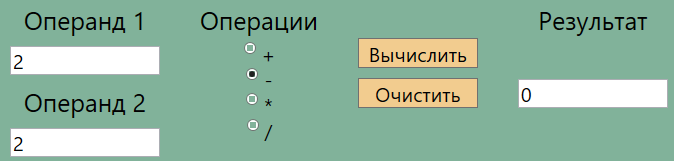 Операнд 1
2
Операнд 2
2
Операции
+
-
*
/
Вычислить
Очистить
Результат
0